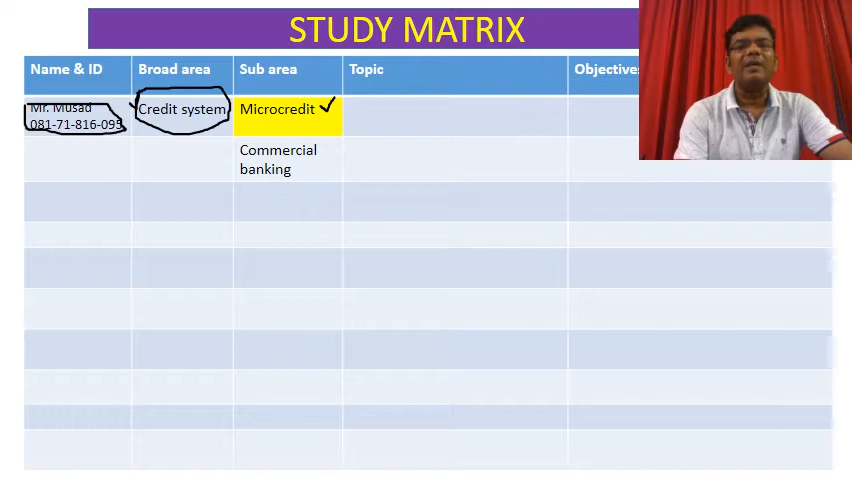 STUDY MATRIX
Name & ID
Broad area
Sub area
Topic
Objectives
Mr. Musad
081-71-816-095
Credit system
Microcredit
Commercial
banking